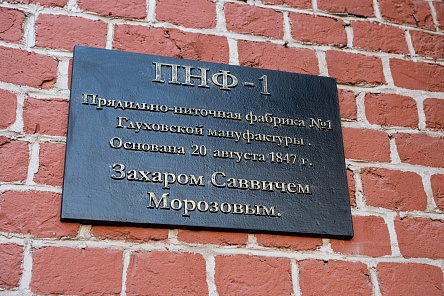 ПНФ-1
Прядильно-ниточная фабрика №1
Глуховской мануфактуры.
Основана 20 августа 1847 г.
Захаром Саввичем
Морозовым.